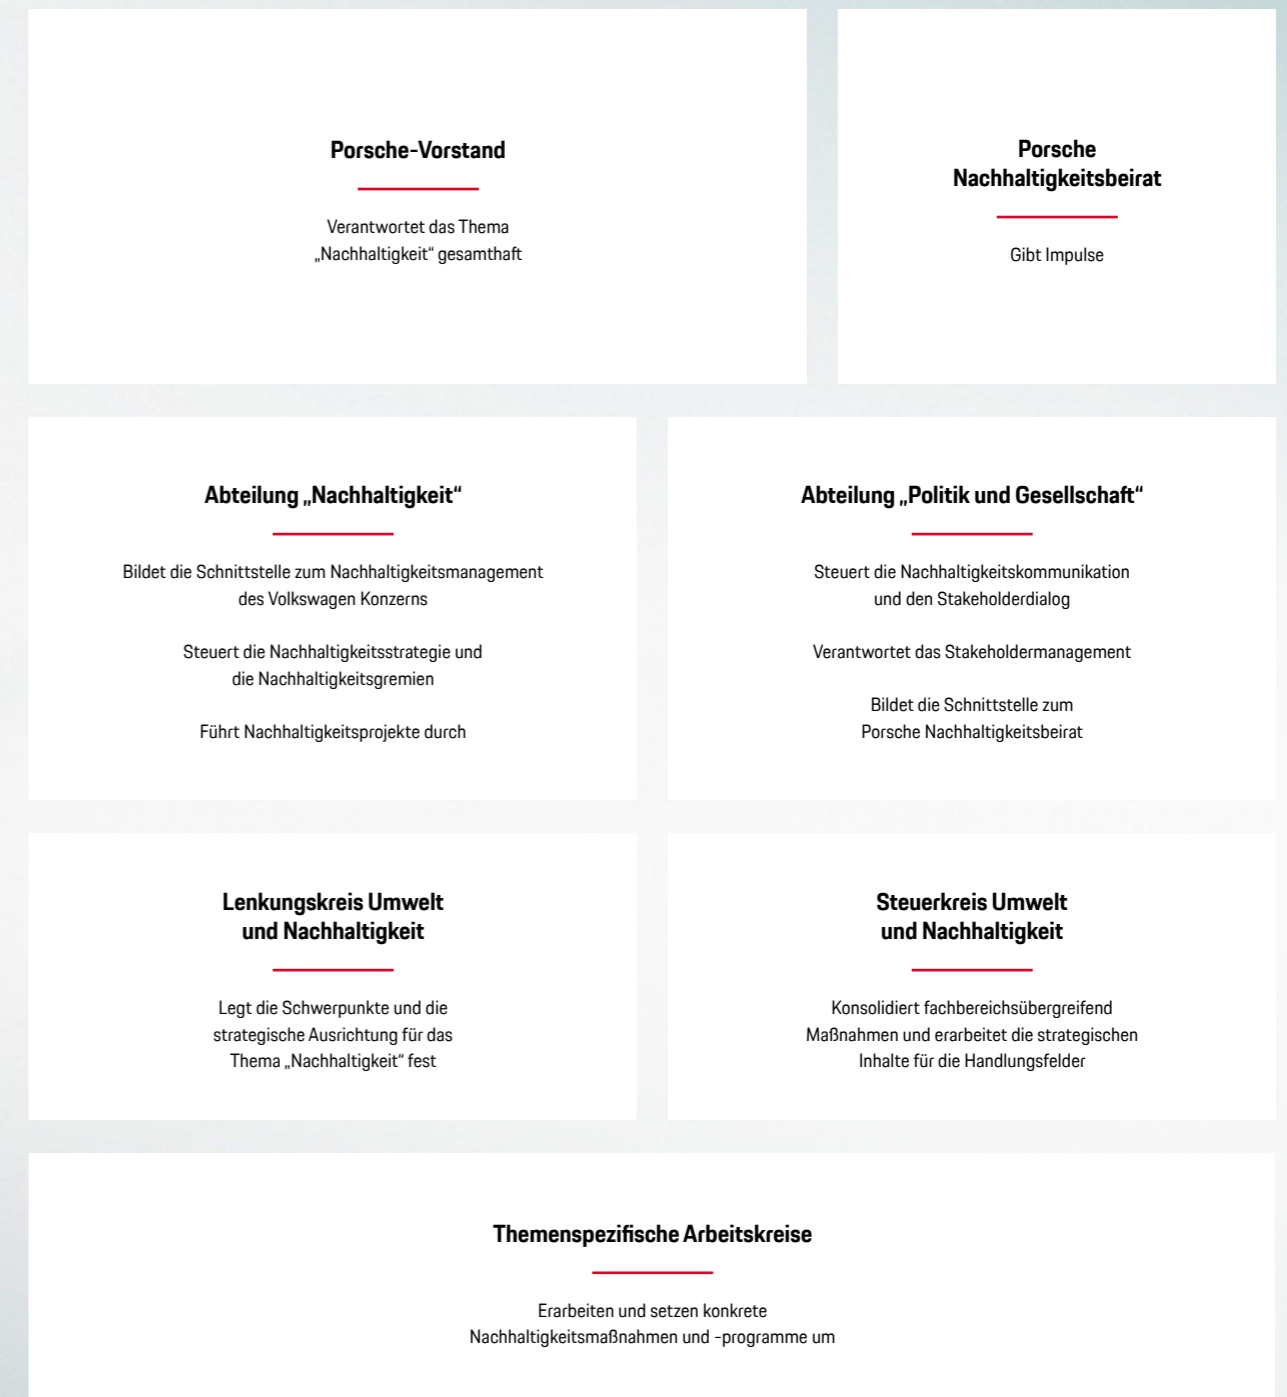 Porsche-Vorstand
Verantwortet das Thema
„Nachhaltigkeit“ gesamthaft
Porsche
Nachhaltigkeitsbeirat
Gibt Impulse
Abteilung „Nachhaltigkeit“
Bildet die Schnittstelle zum Nachhaltigkeitsmanagement
des Volkswagen Konzerns
Steuert die Nachhaltigkeitsstrategie und
die Nachhaltigkeitsgremien
Führt Nachhaltigkeitsprojekte durch
Abteilung „Politik und Gesellschaft“
Steuert die Nachhaltigkeitskommunikation
und den Stakeholderdialog
Verantwortet das Stakeholdermanagement
Bildet die Schnittstelle zum
Porsche Nachhaltigkeitsbeirat
Lenkungskreis Umwelt
und Nachhaltigkeit
Legt die Schwerpunkte und die
strategische Ausrichtung für das
Thema „Nachhaltigkeit“ fest
Steuerkreis Umwelt
und Nachhaltigkeit
Konsolidiert fachbereichsübergreifend
Maßnahmen und erarbeitet die strategischen
Inhalte für die Handlungsfelder
Themenspezifische Arbeitskreise
Erarbeiten und setzen konkrete
Nachhaltigkeitsmaßnahmen und -programme um